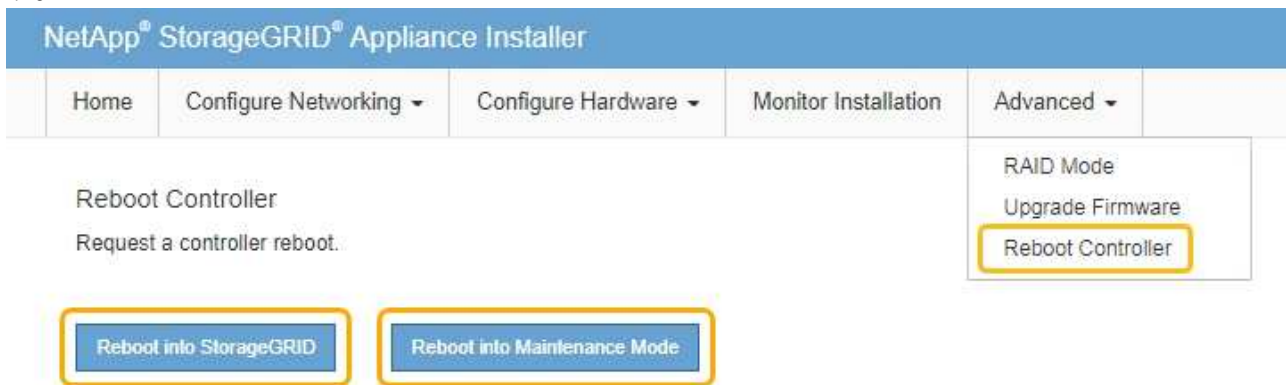 NetApp® StorageGRID® Appliance Installer
Home Configure Networking Configure Hardware Monitor Installation Advanced
RAID Mode
Upgrade Firmware
Reboot Controller
Reboot Controller
Request a controller reboot.
Reboot into StorageGRID Reboot into Maintenance Mode